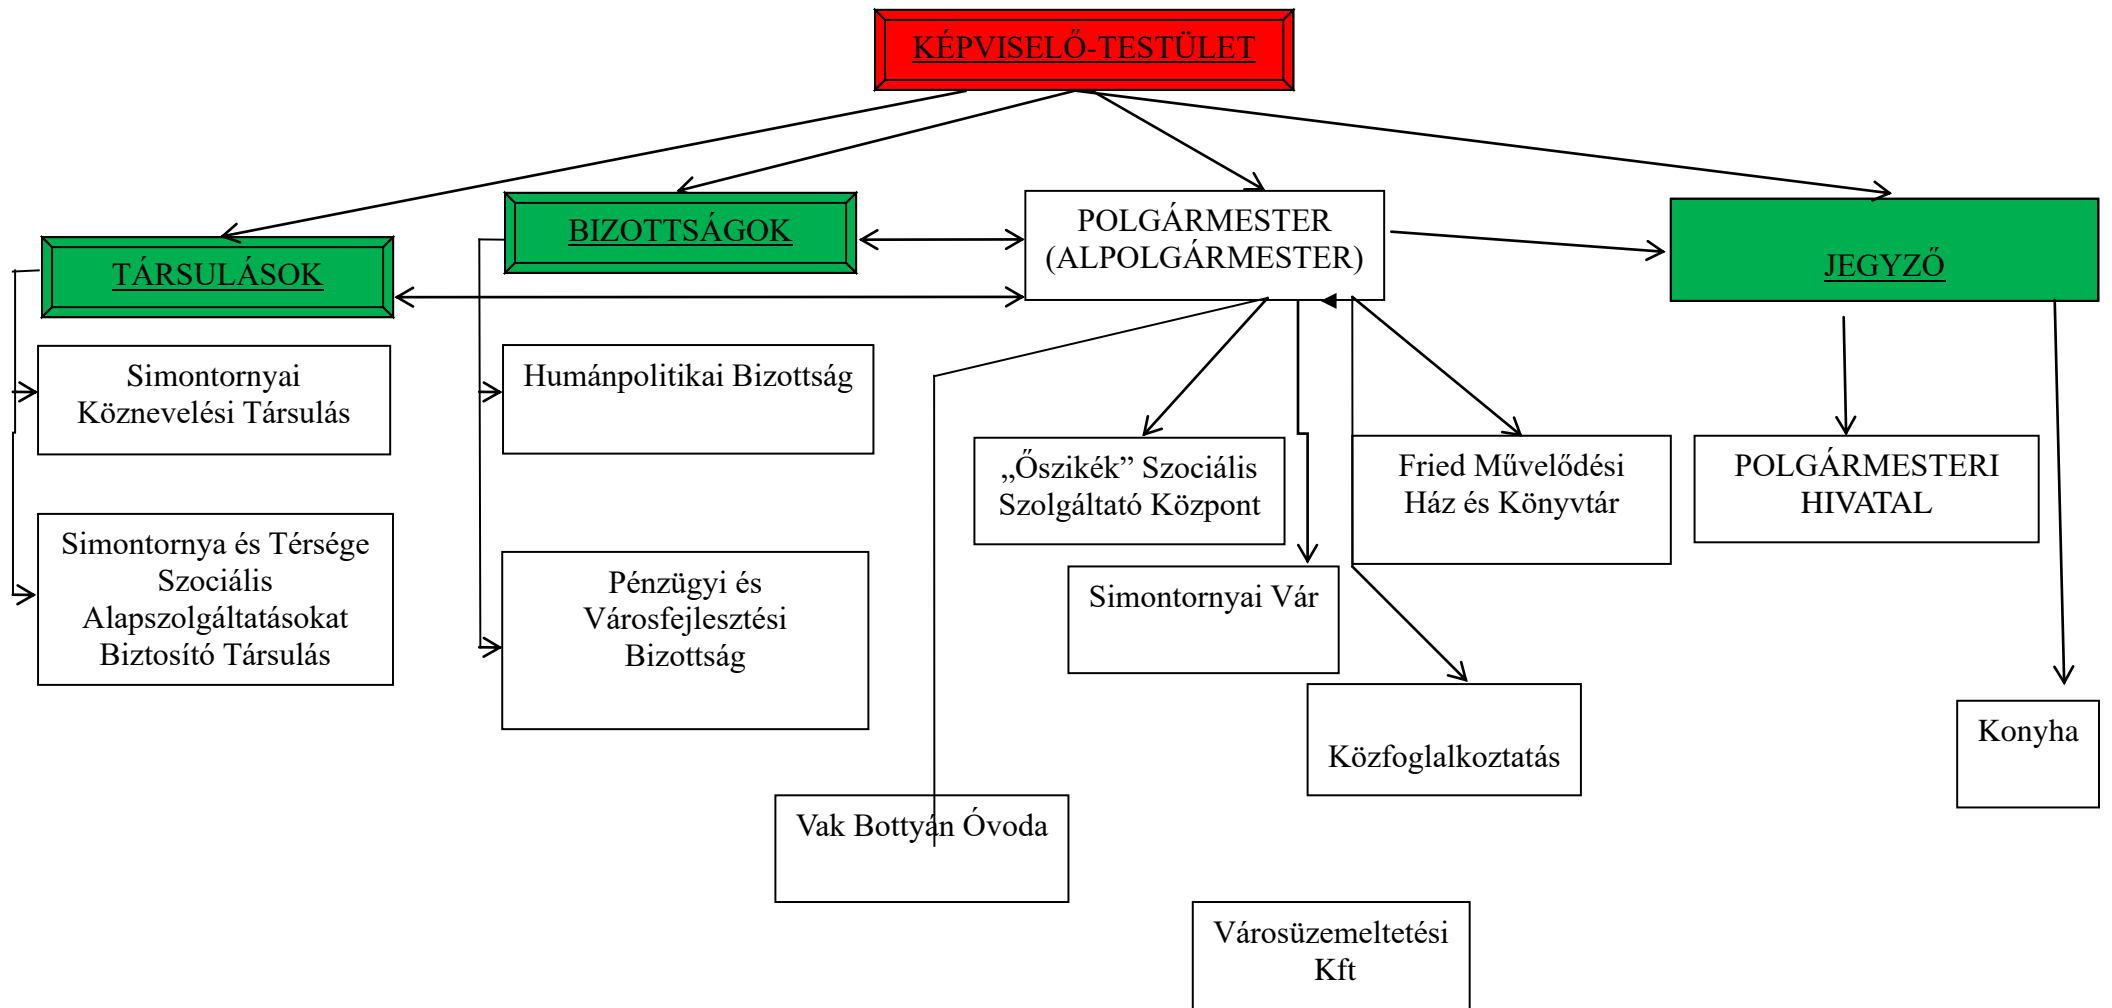 KÉPVISELŐ-TESTÜLET
TÁRSULÁSOK
BIZOTTSÁGOK
POLGÁRMESTER
(ALPOLGÁRMESTER)
JEGYZŐ
Simontornyai
Köznevelési Társulás
Humánpolitikai Bizottság
„Őszikék” Szociális
Szolgáltató Központ
Fried Művelődési
Ház és Könyvtár
POLGÁRMESTERI
HIVATAL
Simontornya és Térsége
Szociális
Alapszolgáltatásokat
Biztosító Társulás
Pénzügyi és
Városfejlesztési
Bizottság
Simontornyai Vár
Közfoglalkoztatás
Konyha
Vak Bottyán Óvoda
Városüzemeltetési
Kft